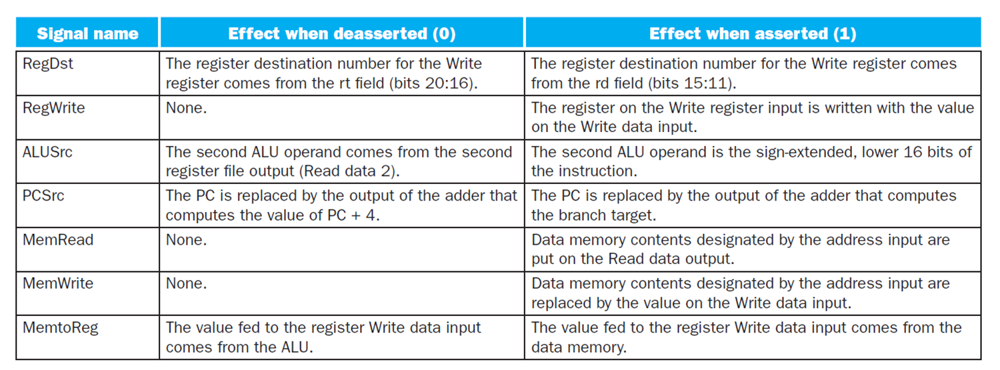 Signal name Effect when deasserted (0) Effect when asserted (1)
RegDst The register destination number for the Write The register destination number for the Write register comes
register comes from the rt field (bits 20:16). from the rd field (bits 15:11).
RegWrite None. The register on the Write register input is written with the value
on the Write data input.
ALUSrc The second ALU operand comes from the second The second ALU operand is the sign-extended, lower 16 bits of
register file output (Read data 2). the instruction.
PCSrc The PC is replaced by the output of the adder that The PC is replaced by the output of the adder that computes
computes the value of PC + 4. the branch target.
MemRead None. Data memory contents designated by the address input are
put on the Read data output.
MemWrite None. Data memory contents designated by the address input are
replaced by the value on the Write data input.
MemtoReg The value fed to the register Write data input The value fed to the register Write data input comes from the
comes from the ALU. data memory.